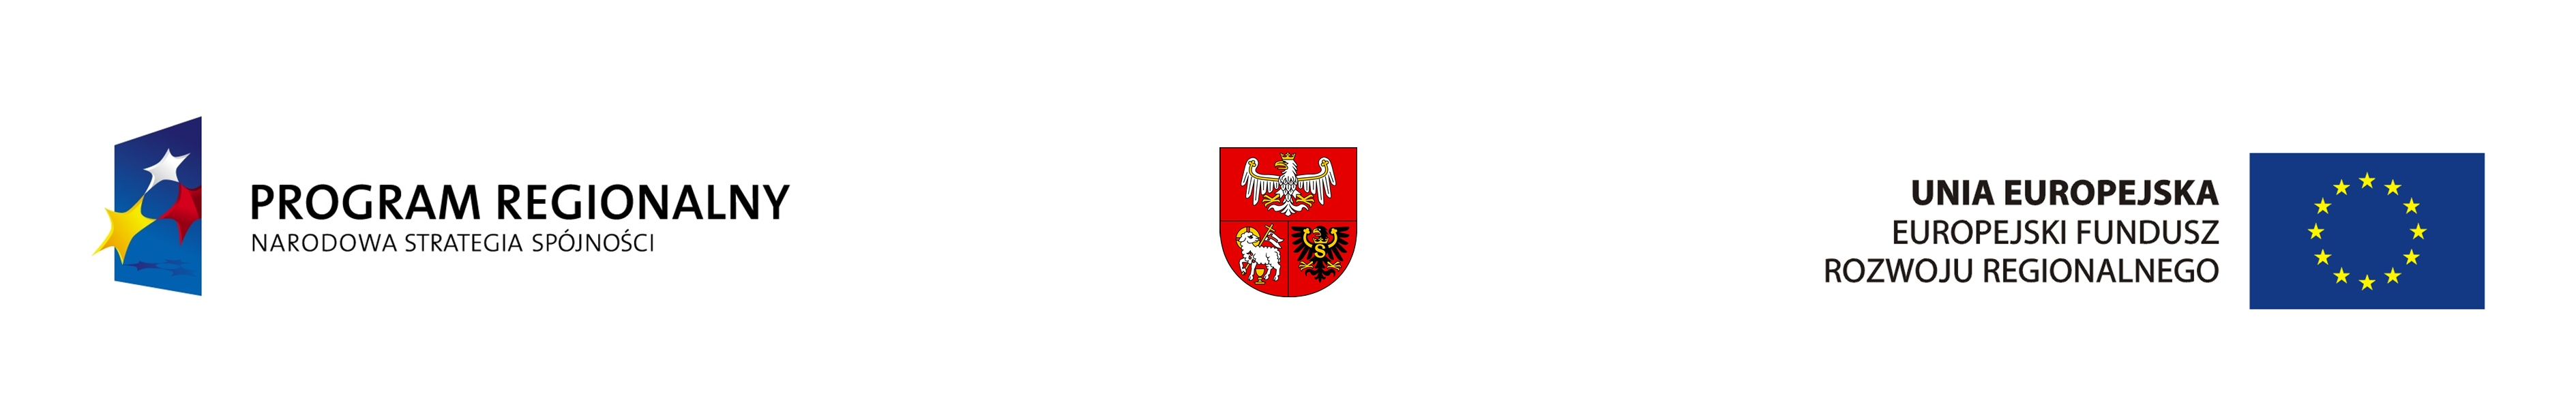 PROGRAM REGIONALNY
NARODOWA STRATEGIA SPÓJNOŚCI
S
UNIA EUROPEJSKA
EUROPEJSKI FUNDUSZ
ROZWOJU REGIONALNEGO